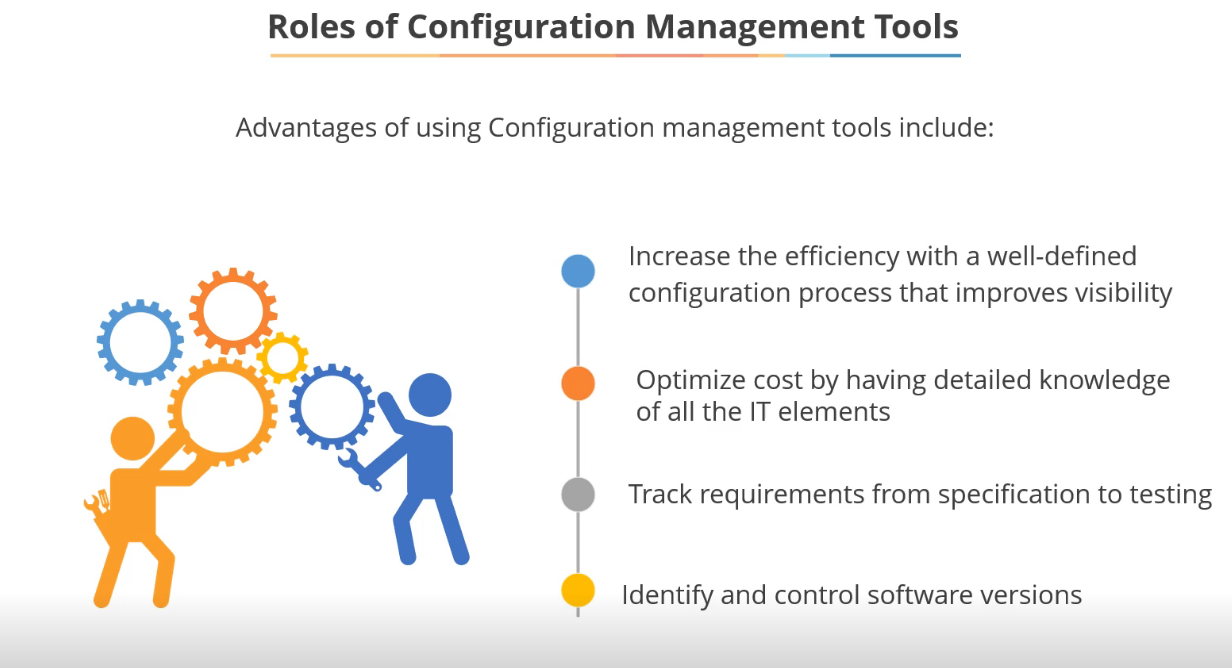 Roles of Configuration Management Tools
Advantages of using Configuration management tools include:
Increase the efficiency with a well-defined
configuration process that improves visibility
Optimize cost by having detailed knowledge
of all the IT elements
Track requirements from specification to testing
Identify and control software versions